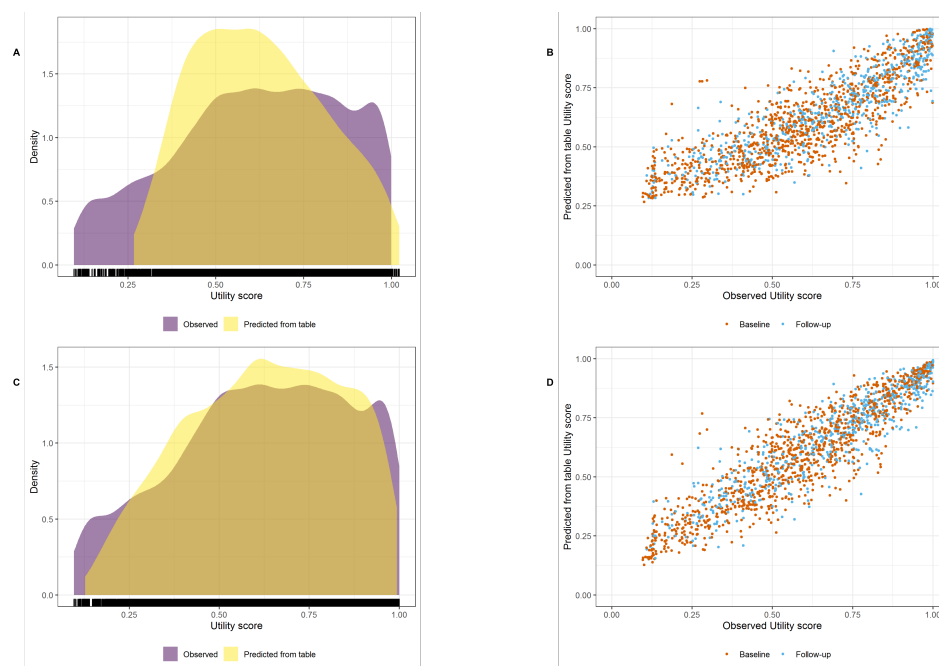 A
Density
1.5
1.0
0.5
0.0
0.25 0.50 0.75 1.00
Utility score
Observed Predicted from table
B
Predicted from table Utility score
1.00
0.75
0.50
0.25
0.00
0.00 0.25 0.50 0.75 1.00
Observed Utility score
Baseline Follow-up
C
Density
1.5
1.0
0.5
0.0
0.25 0.50 0.75 1.00
Utility score
Observed Predicted from table
D
Predicted from table Utility score
1.00
0.75
0.50
0.25
0.00
0.00 0.25 0.50 0.75 1.00
Observed Utility score
Baseline Follow-up